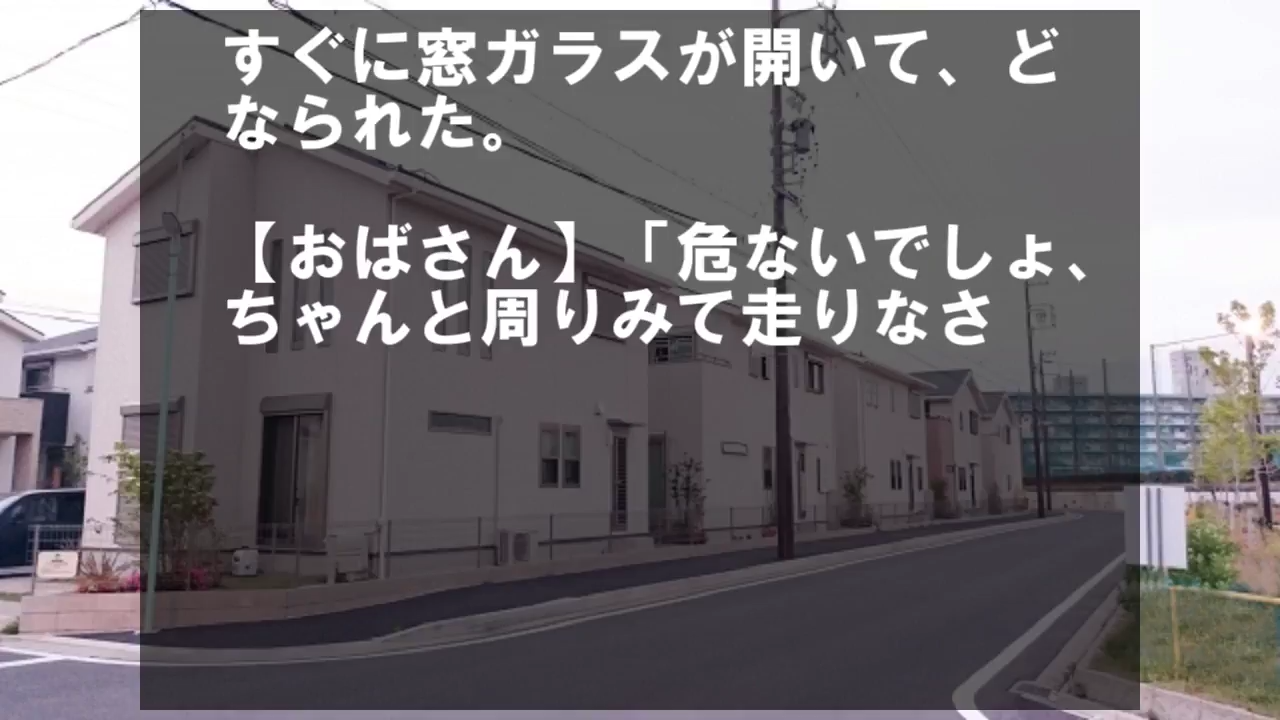 すぐに窓ガラスが開いて、ど
なられた。
【おばさん】「危ないでしょ、
ちゃんと周りみて走りなさ